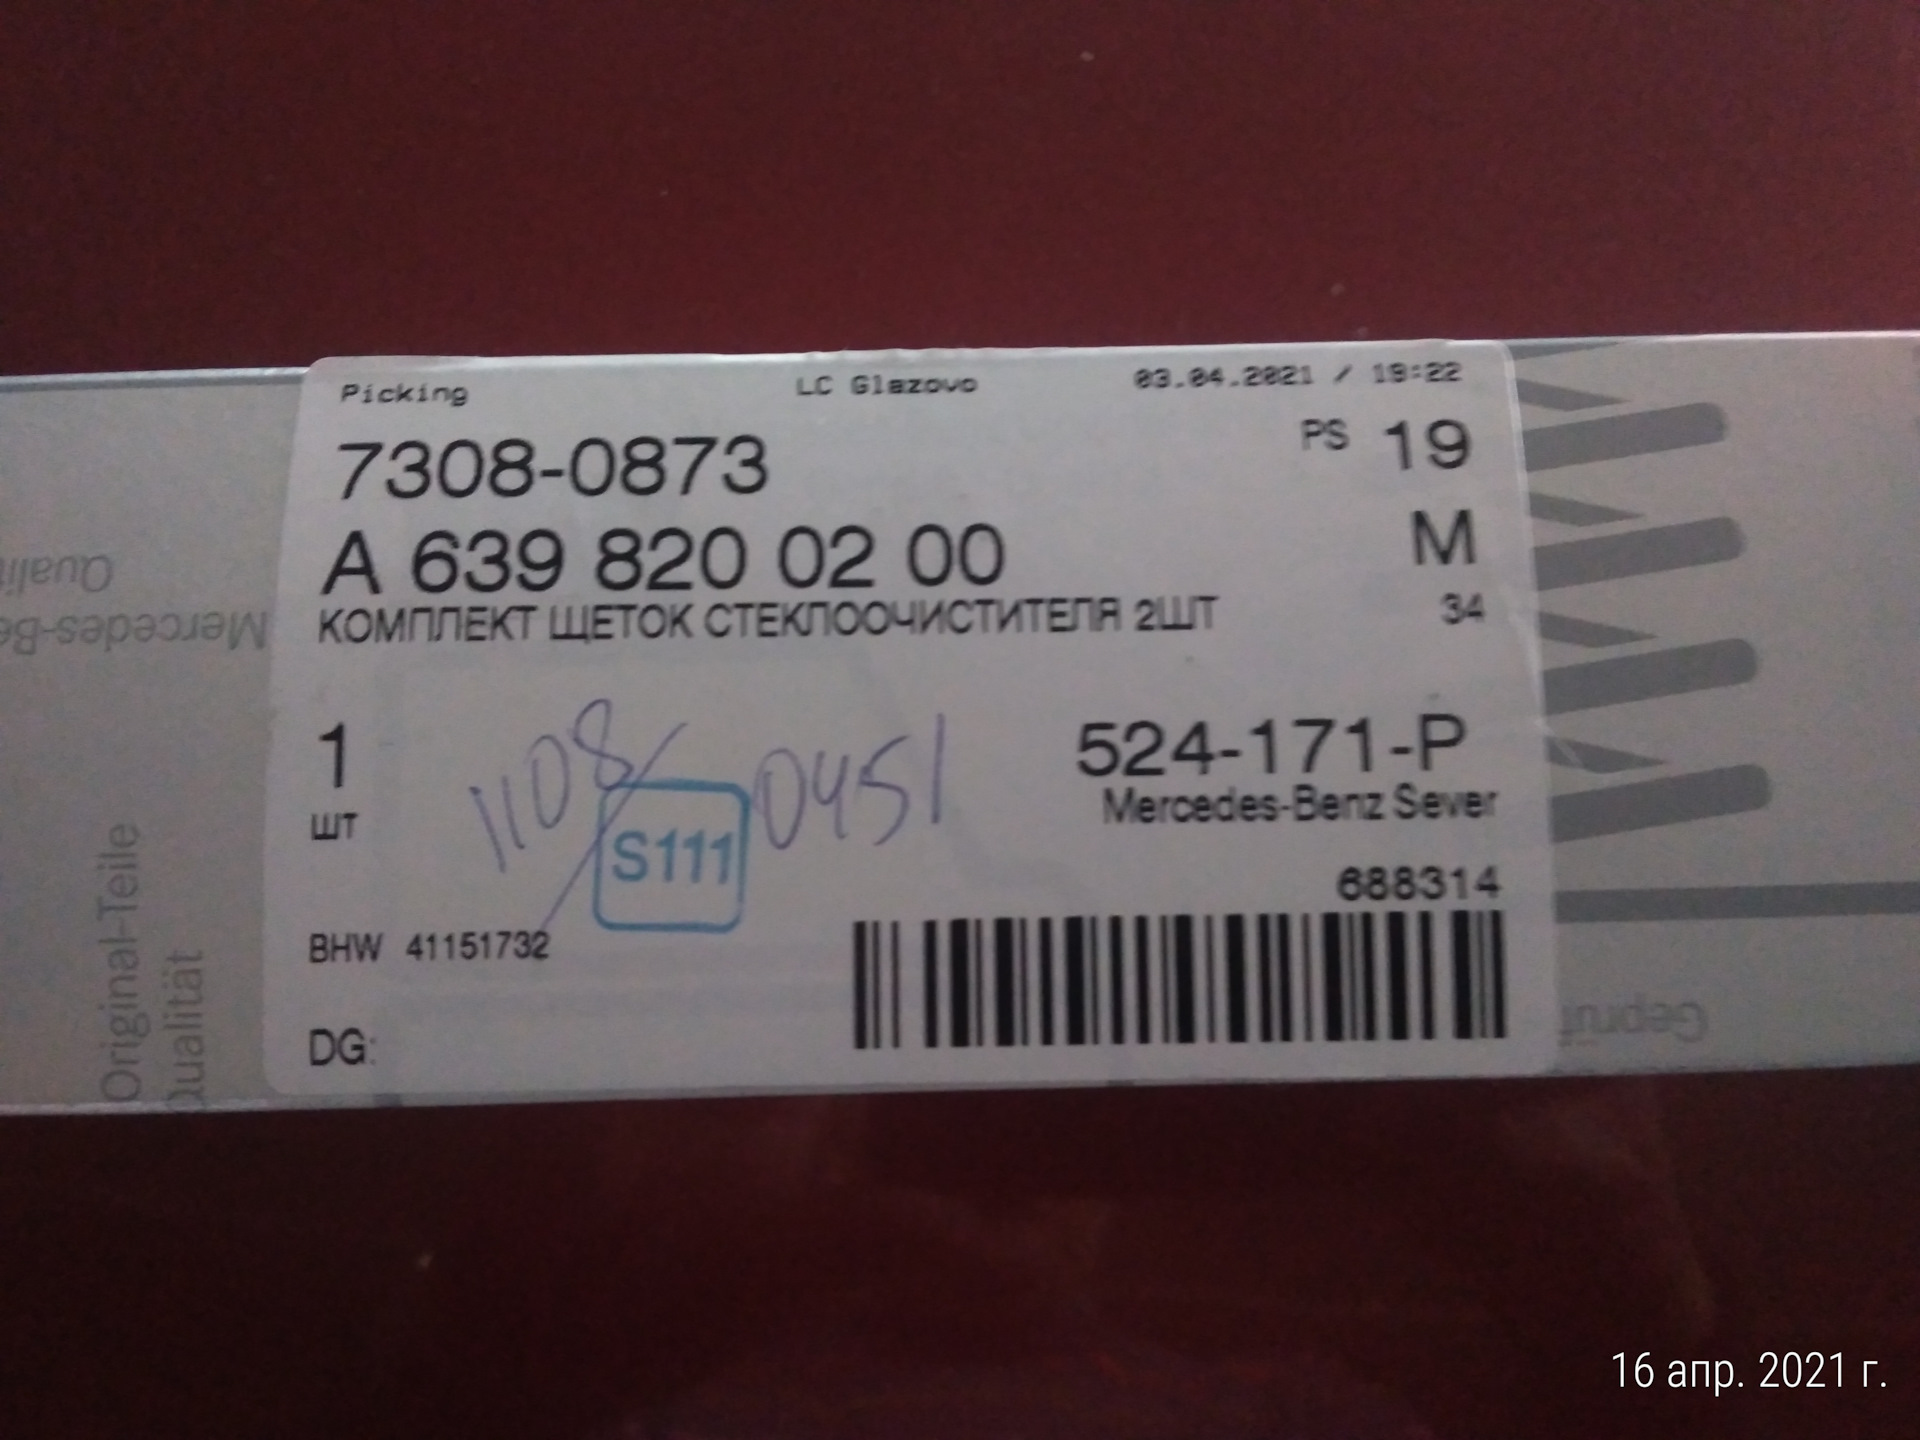 Picking LC Glazovo 03.04.2021 / 19:22
7308-0873 PS 19
A 639 820 02 00 M
КОМПЛЕКТ ЩЕТОК СТЕКЛООЧИСТИТЕЛЯ 2ШТ 34
1 524-171-P
шт Mercedes-Benz Sever
1108/0451
S111
688314
BHW 41151732
DG:
Original-Teile
Qualität
16 апр. 2021 г.